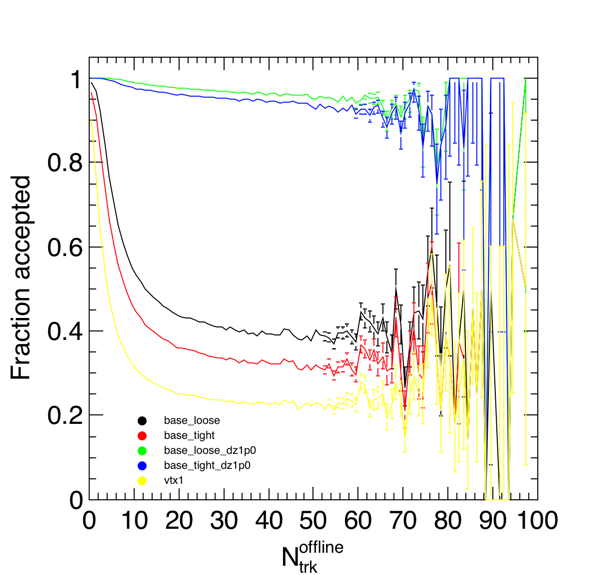 Fraction accepted
1
0.8
0.6
0.4
0.2
0
base_loose
base_tight
base_loose_dz1p0
base_tight_dz1p0
vtx1
0 10 20 30 40 50 60 70 80 90 100
N offline trk